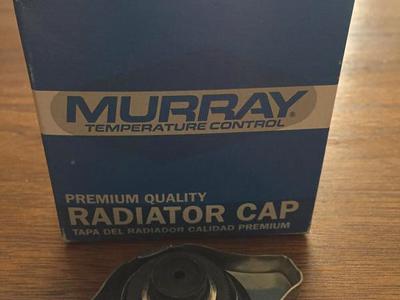 MURRAY®
TEMPERATURE CONTROL
PREMIUM QUALITY
RADIATOR CAP
TAPA DEL RADIADOR CALIDAD PREMIUM